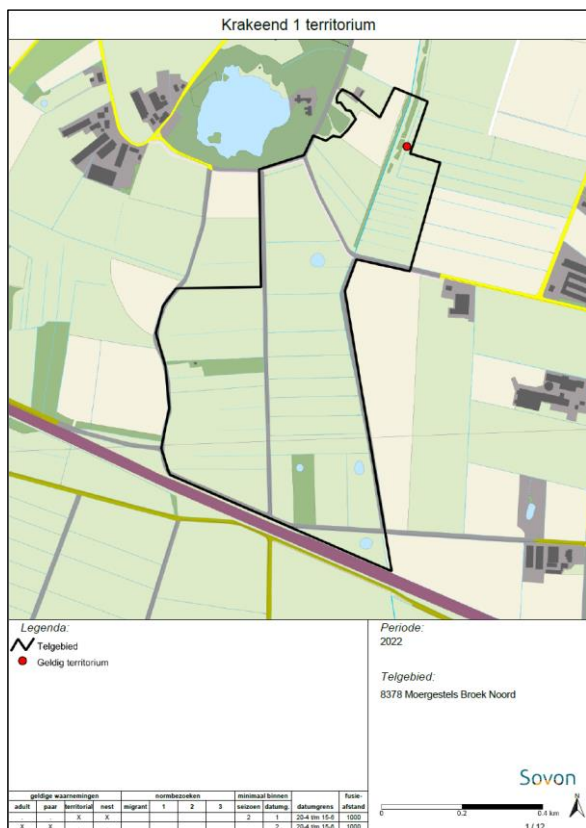 Krakeend 1 territorium
Legenda:
Telgebied
Geldig territorium
Periode:
2022
Telgebied:
8378 Moergestels Broek Noord
Sovon
geldige waarnemingen normbezoeken minimaal binnen fusie-
adult paar territorial nest migrant 1 2 3 seizoen datumg. datumgrens afstand
. . X X 2 1 20-4 t/m 15-6 1000
X X . . 2 20-4 t/m 15-6 1000
0 0.2 0.4 km
N
1 / 12